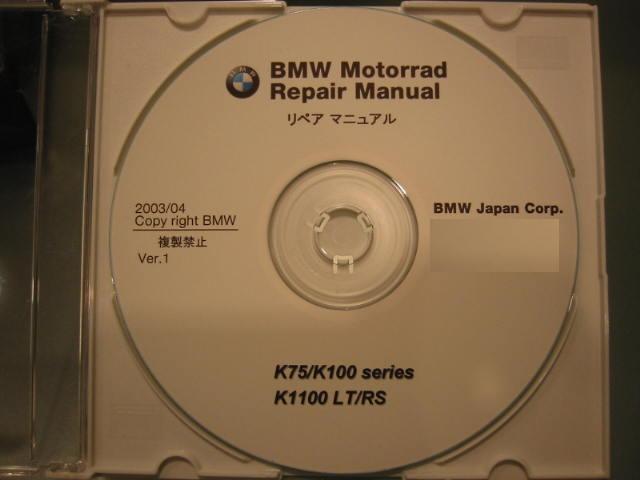 BMW Motorrad
Repair Manual
リペア マニュアル
2003/04
Copy right BMW
複製禁止
Ver.1
BMW Japan Corp.
K75/K100 series
K1100 LT/RS